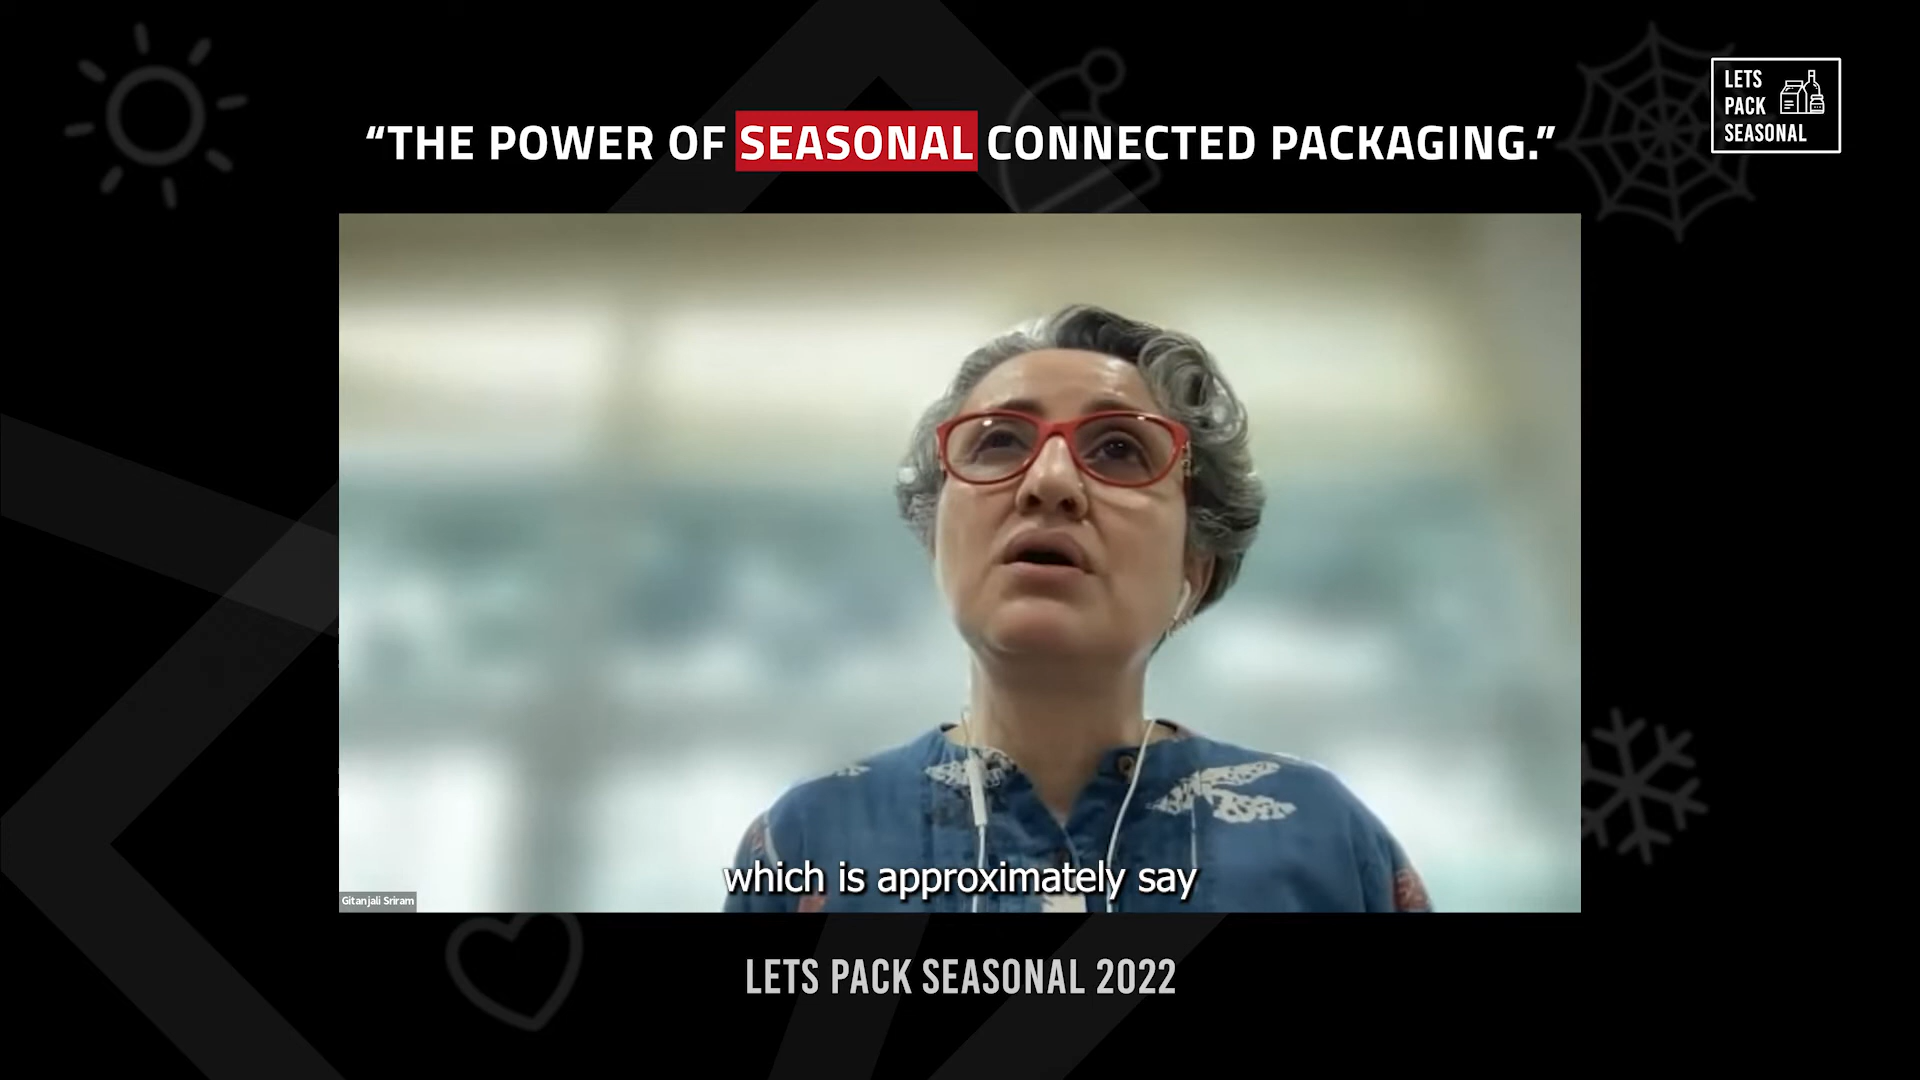 LETS
PACK
SEASONAL
“THE POWER OF SEASONAL CONNECTED PACKAGING.”
which is approximately say
Gitanjali Sriram
LETS PACK SEASONAL 2022